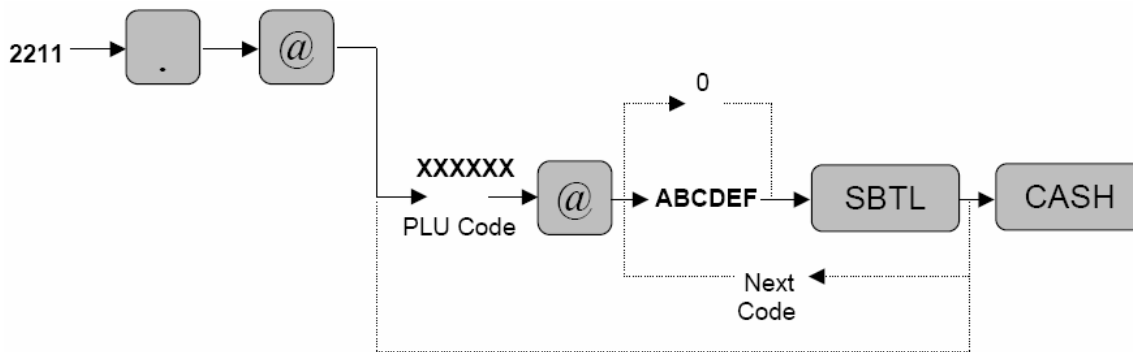 2211
.
@
0
XXXXXX
PLU Code
@
ABCDEF
SBTL
CASH
Next
Code